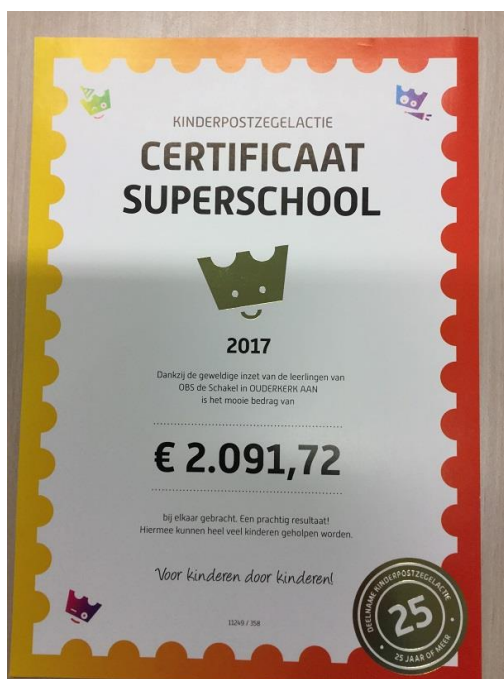 KINDERPOSTZEGELACTIE
CERTIFICAAT
SUPERSCHOOL
2017
Dankzij de geweldige inzet van de leerlingen van
OBS de Schakel in OUDERKERK AAN
is het mooie bedrag van
€ 2.091,72
bij elkaar gebracht. Een prachtig resultaat!
Hiermee kunnen heel veel kinderen geholpen worden.
Voor kinderen door kinderen!
11249 / 358
DEELNAME KINDERPOSTZEGELACTIE
25
25 JAAR OF MEER